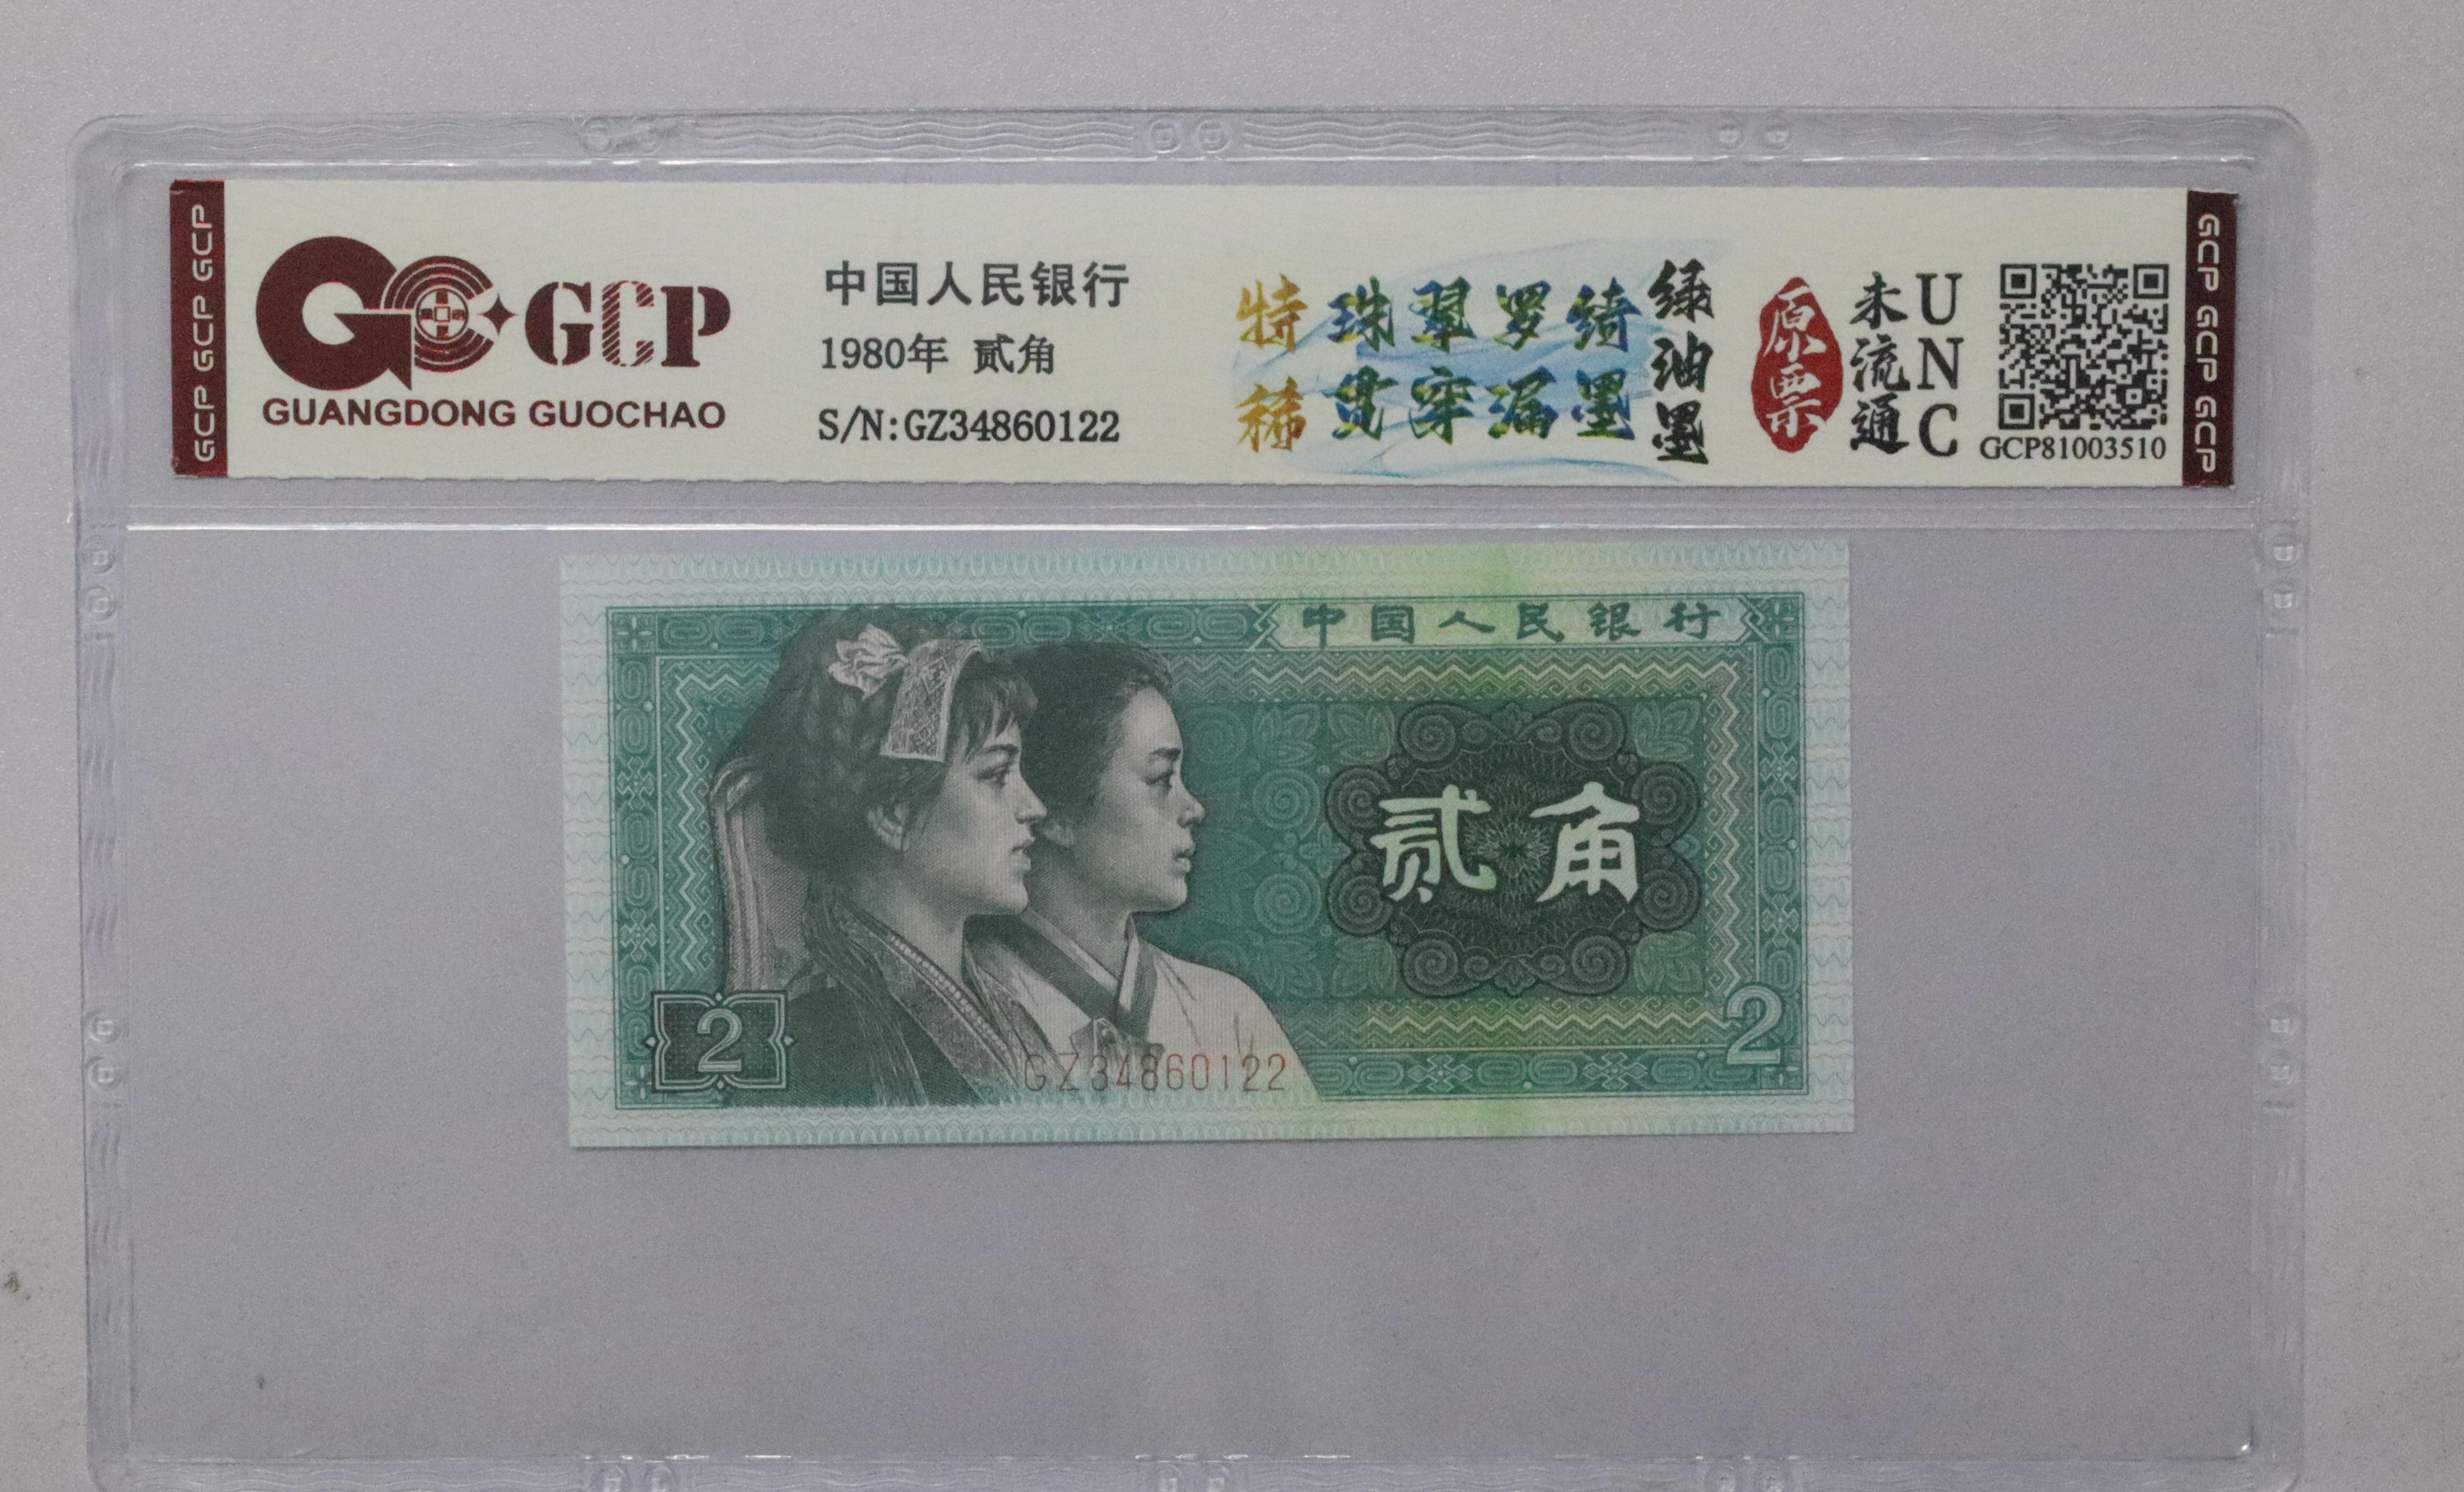 GCP GCP GCP
GCP
GUANGDONG GUOCHAO
中国人民银行
1980年 贰角
S/N:GZ34860122
特稀
珠翠罗绮
贯穿漏墨
绿油墨
原票
未流通
UNC
GCP81003510
GCP GCP GCP
中国人民银行
贰角
2
2
GZ34860122